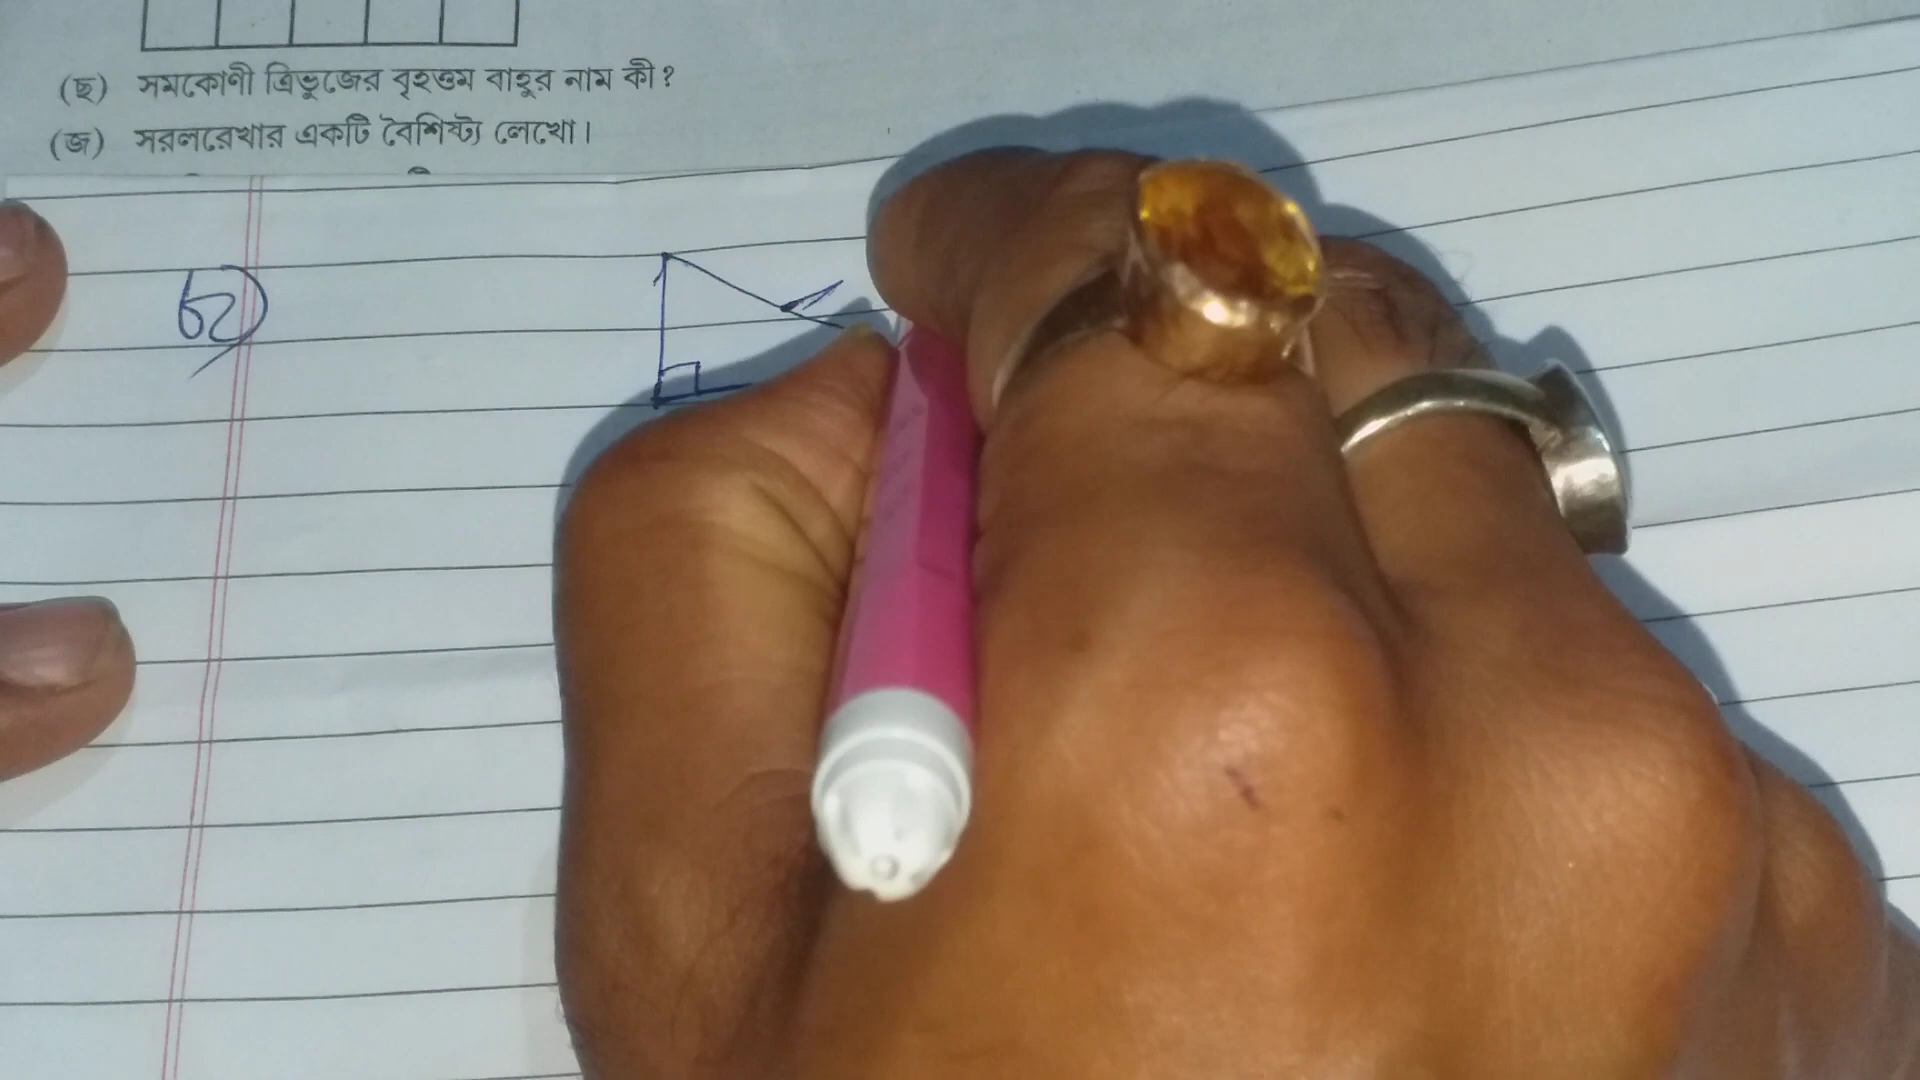 (ছ) সমকোণী ত্রিভুজের বৃহত্তম বাহুর নাম কী?
(জ) সরলরেখার একটি বৈশিষ্ট্য লেখো।
ছ)